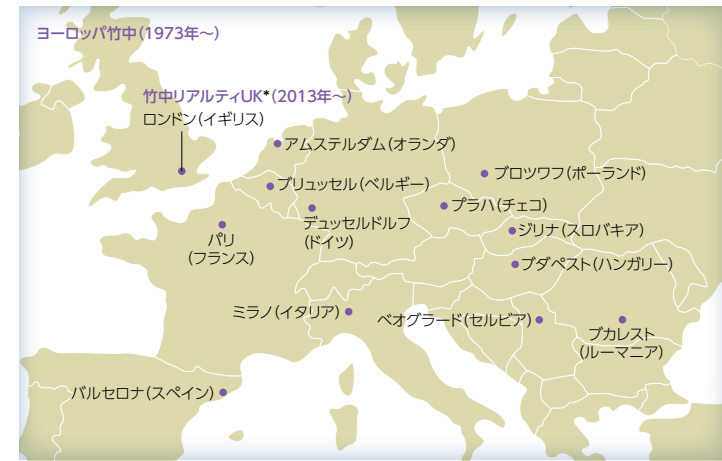 ヨーロッパ竹中(1973年～)
竹中リアルティUK*(2013年～)
ロンドン(イギリス)
アムステルダム(オランダ)
ブロツワフ(ポーランド)
ブリュッセル(ベルギー)
プラハ(チェコ)
デュッセルドルフ
(ドイツ)
ジリナ(スロバキア)
パリ
(フランス)
ブダペスト(ハンガリー)
ミラノ(イタリア)
ベオグラード(セルビア)
ブカレスト
(ルーマニア)
バルセロナ(スペイン)